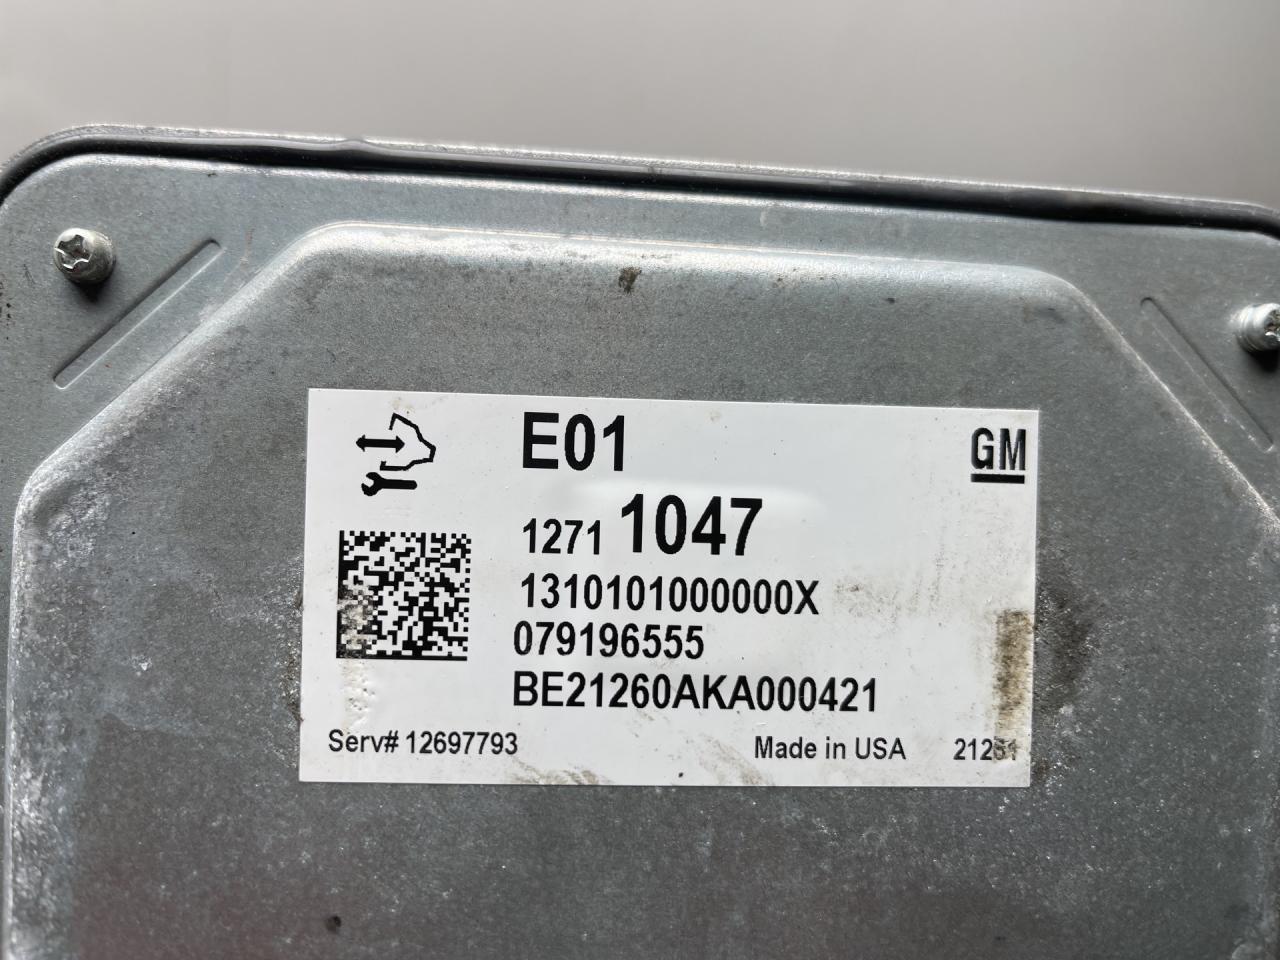 E01
GM
1271 1047
1310101000000X
079196555
BE21260AKA000421
Serv# 12697793
Made in USA